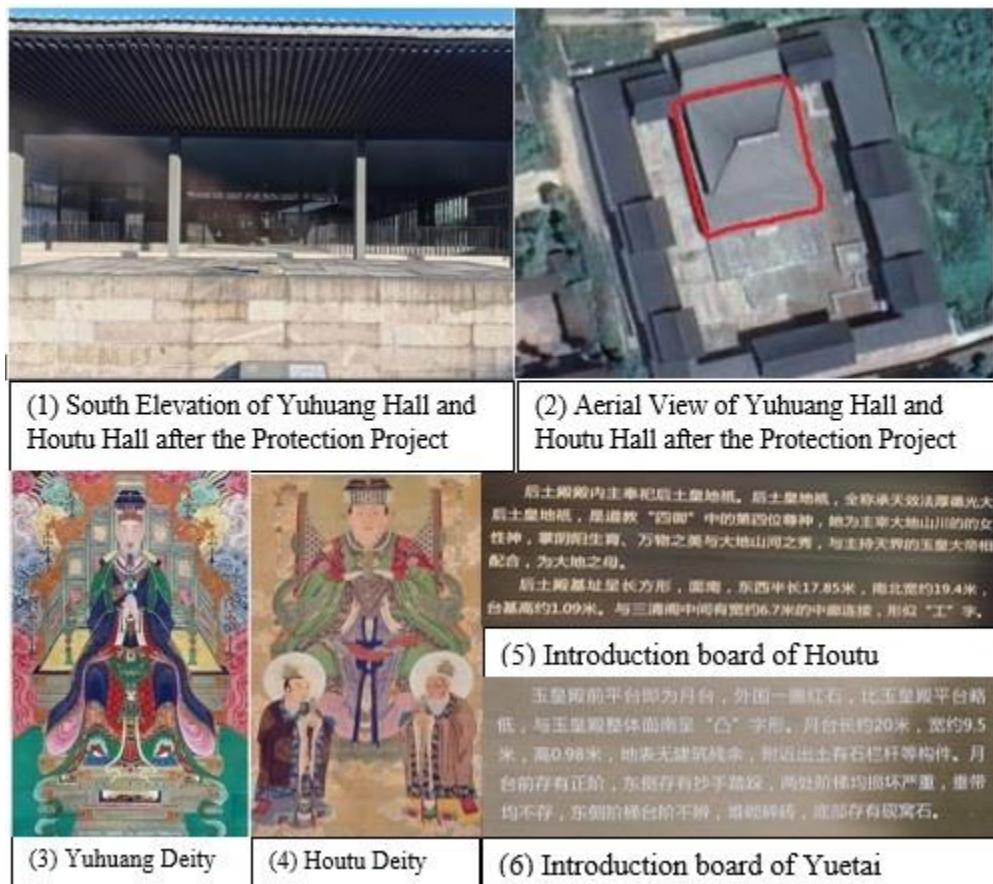 (1) South Elevation of Yuhuang Hall and
Houtu Hall after the Protection Project
(2) Aerial View of Yuhuang Hall and
Houtu Hall after the Protection Project
后土殿殿内主奉祀后土皇地祇。后土皇地祇，全称承天效法厚德光大
后土皇地祇，是道教“四御”中的第四位尊神，她为主宰大地山川的的女
性神，掌阴阳生育、万物之美与大地山河之秀，与主持天界的玉皇大帝相
配合，为大地之母。
后土殿基址呈长方形，面南，东西半长17.85米，南北宽约19.4米，
台基高约1.09米。与三清阁中间有宽约6.7米的中廊连接，形似“工”字。
(5) Introduction board of Houtu
玉皇殿前平台即为月台，外围一圈红石，比玉皇殿平台略
低，与玉皇殿整体面南呈“凸”字形。月台长约20米，宽约9.5
米，高0.98米，地表无建筑残余，附近出土有石栏杆等构件。月
台前存有正阶，东侧存有抄手踏跺，两处阶梯均损坏严重，垂带
均不存，东侧阶梯台阶不辨，堆砌碎砖，底部存有砚窝石。
(3) Yuhuang Deity
(4) Houtu Deity
(6) Introduction board of Yuetai